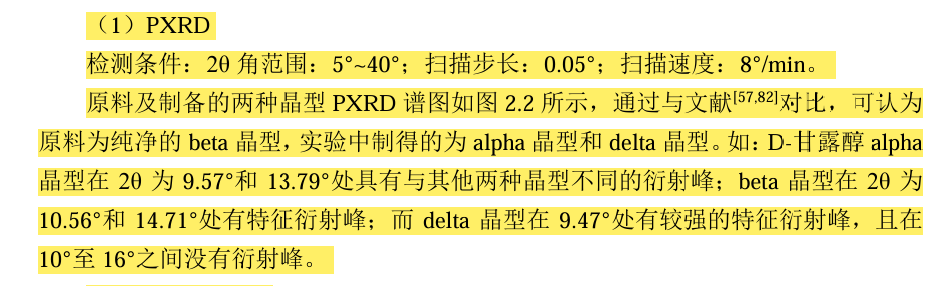 （1）PXRD
检测条件：2θ 角范围：5°~40°；扫描步长：0.05°；扫描速度：8°/min。
原料及制备的两种晶型 PXRD 谱图如图 2.2 所示，通过与文献[57,82]对比，可认为
原料为纯净的 beta 晶型，实验中制得的为 alpha 晶型和 delta 晶型。如：D-甘露醇 alpha
晶型在 2θ 为 9.57°和 13.79°处具有与其他两种晶型不同的衍射峰；beta 晶型在 2θ 为
10.56°和 14.71°处有特征衍射峰；而 delta 晶型在 9.47°处有较强的特征衍射峰，且在
10°至 16°之间没有衍射峰。